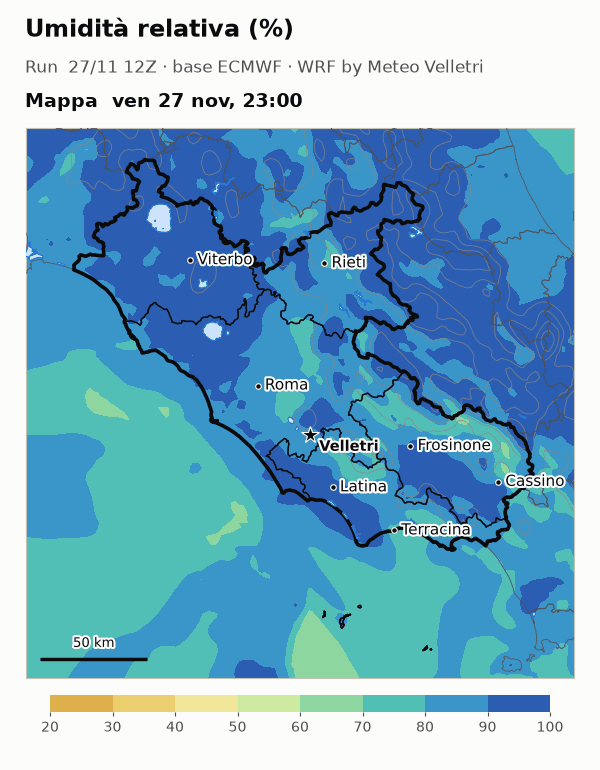 Umidità relativa (%)
Run  27/11 12Z · base ECMWF · WRF by Meteo Velletri
Mappa  ven 27 nov, 23:00
Viterbo
Rieti
Roma
Velletri
Frosinone
Cassino
Latina
Terracina
50 km
20 30 40 50 60 70 80 90 100